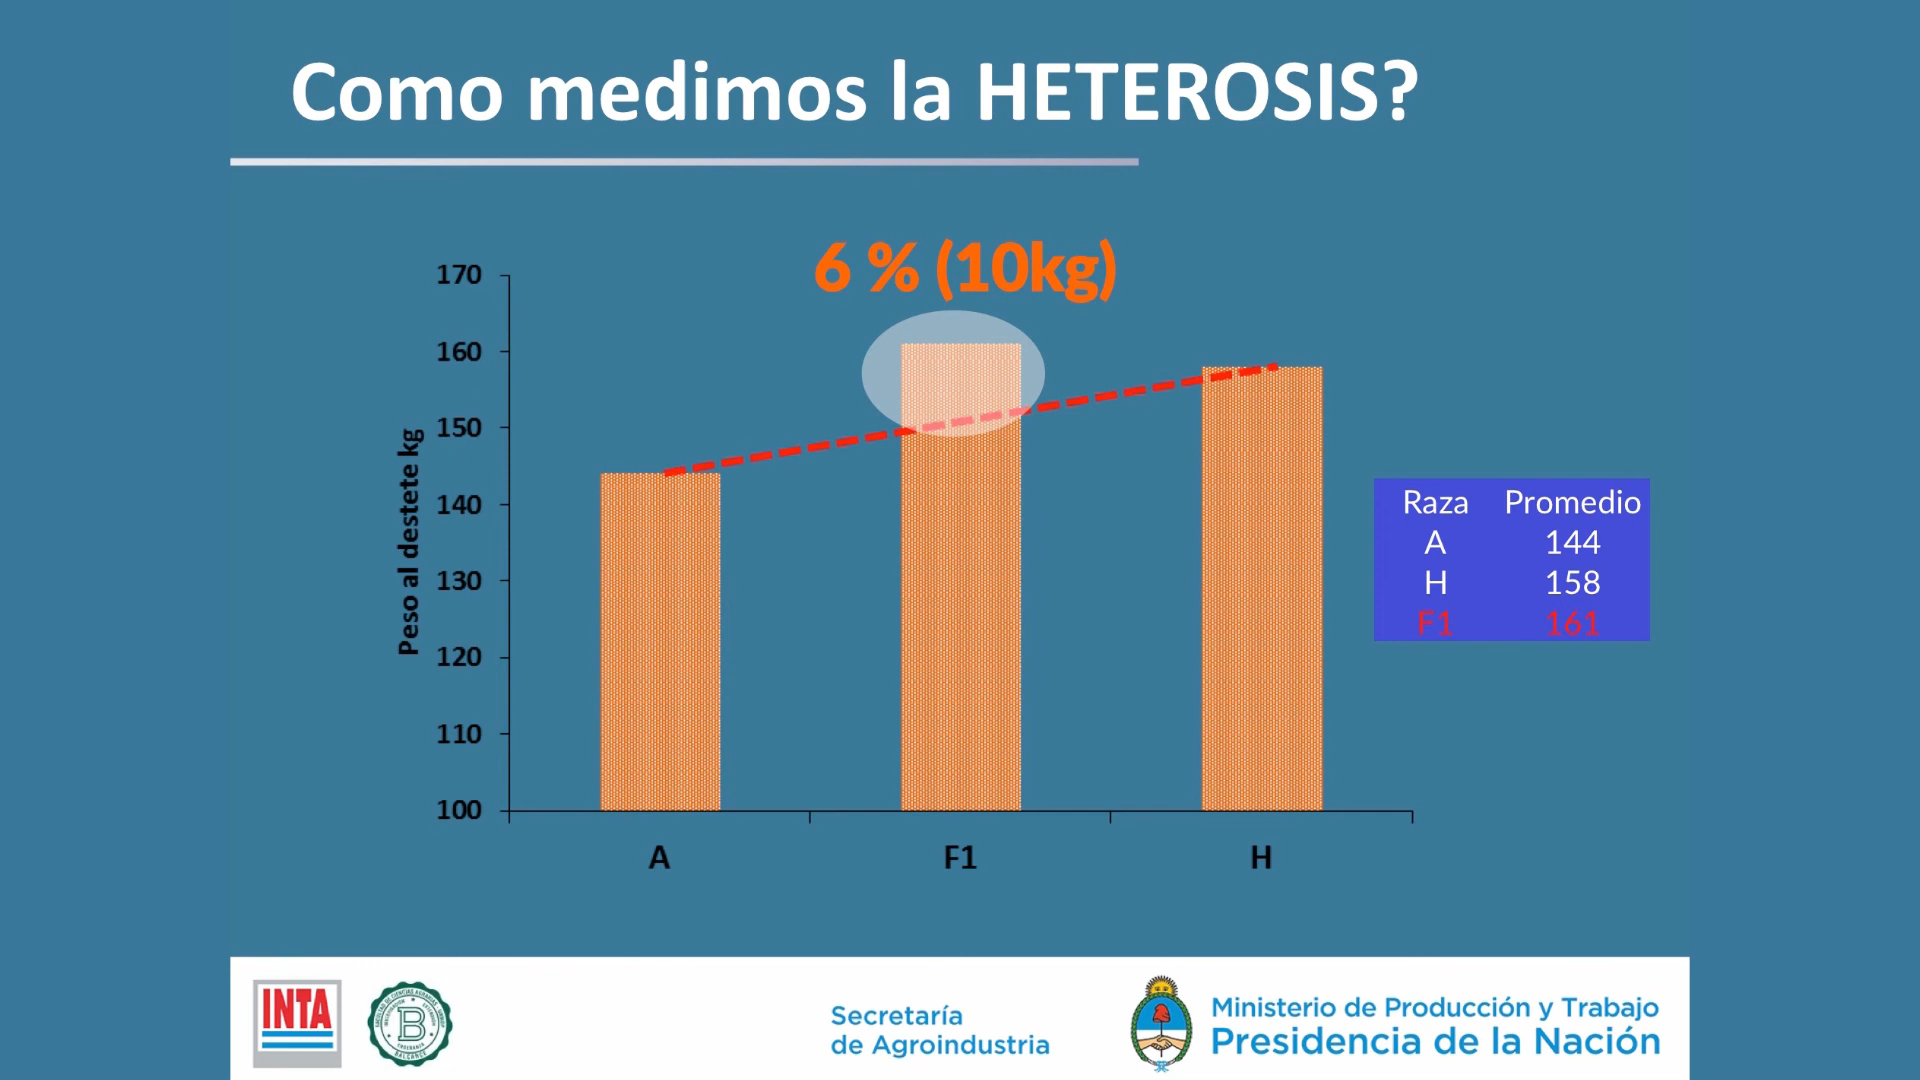 Como medimos la HETEROSIS?
6 % (10kg)
170
160
150
140
130
120
110
100
Peso al destete kg
A
F1
H
Raza Promedio
A 144
H 158
F1 161
INTA
B
BALCARCE
Secretaría
de Agroindustria
Ministerio de Producción y Trabajo
Presidencia de la Nación